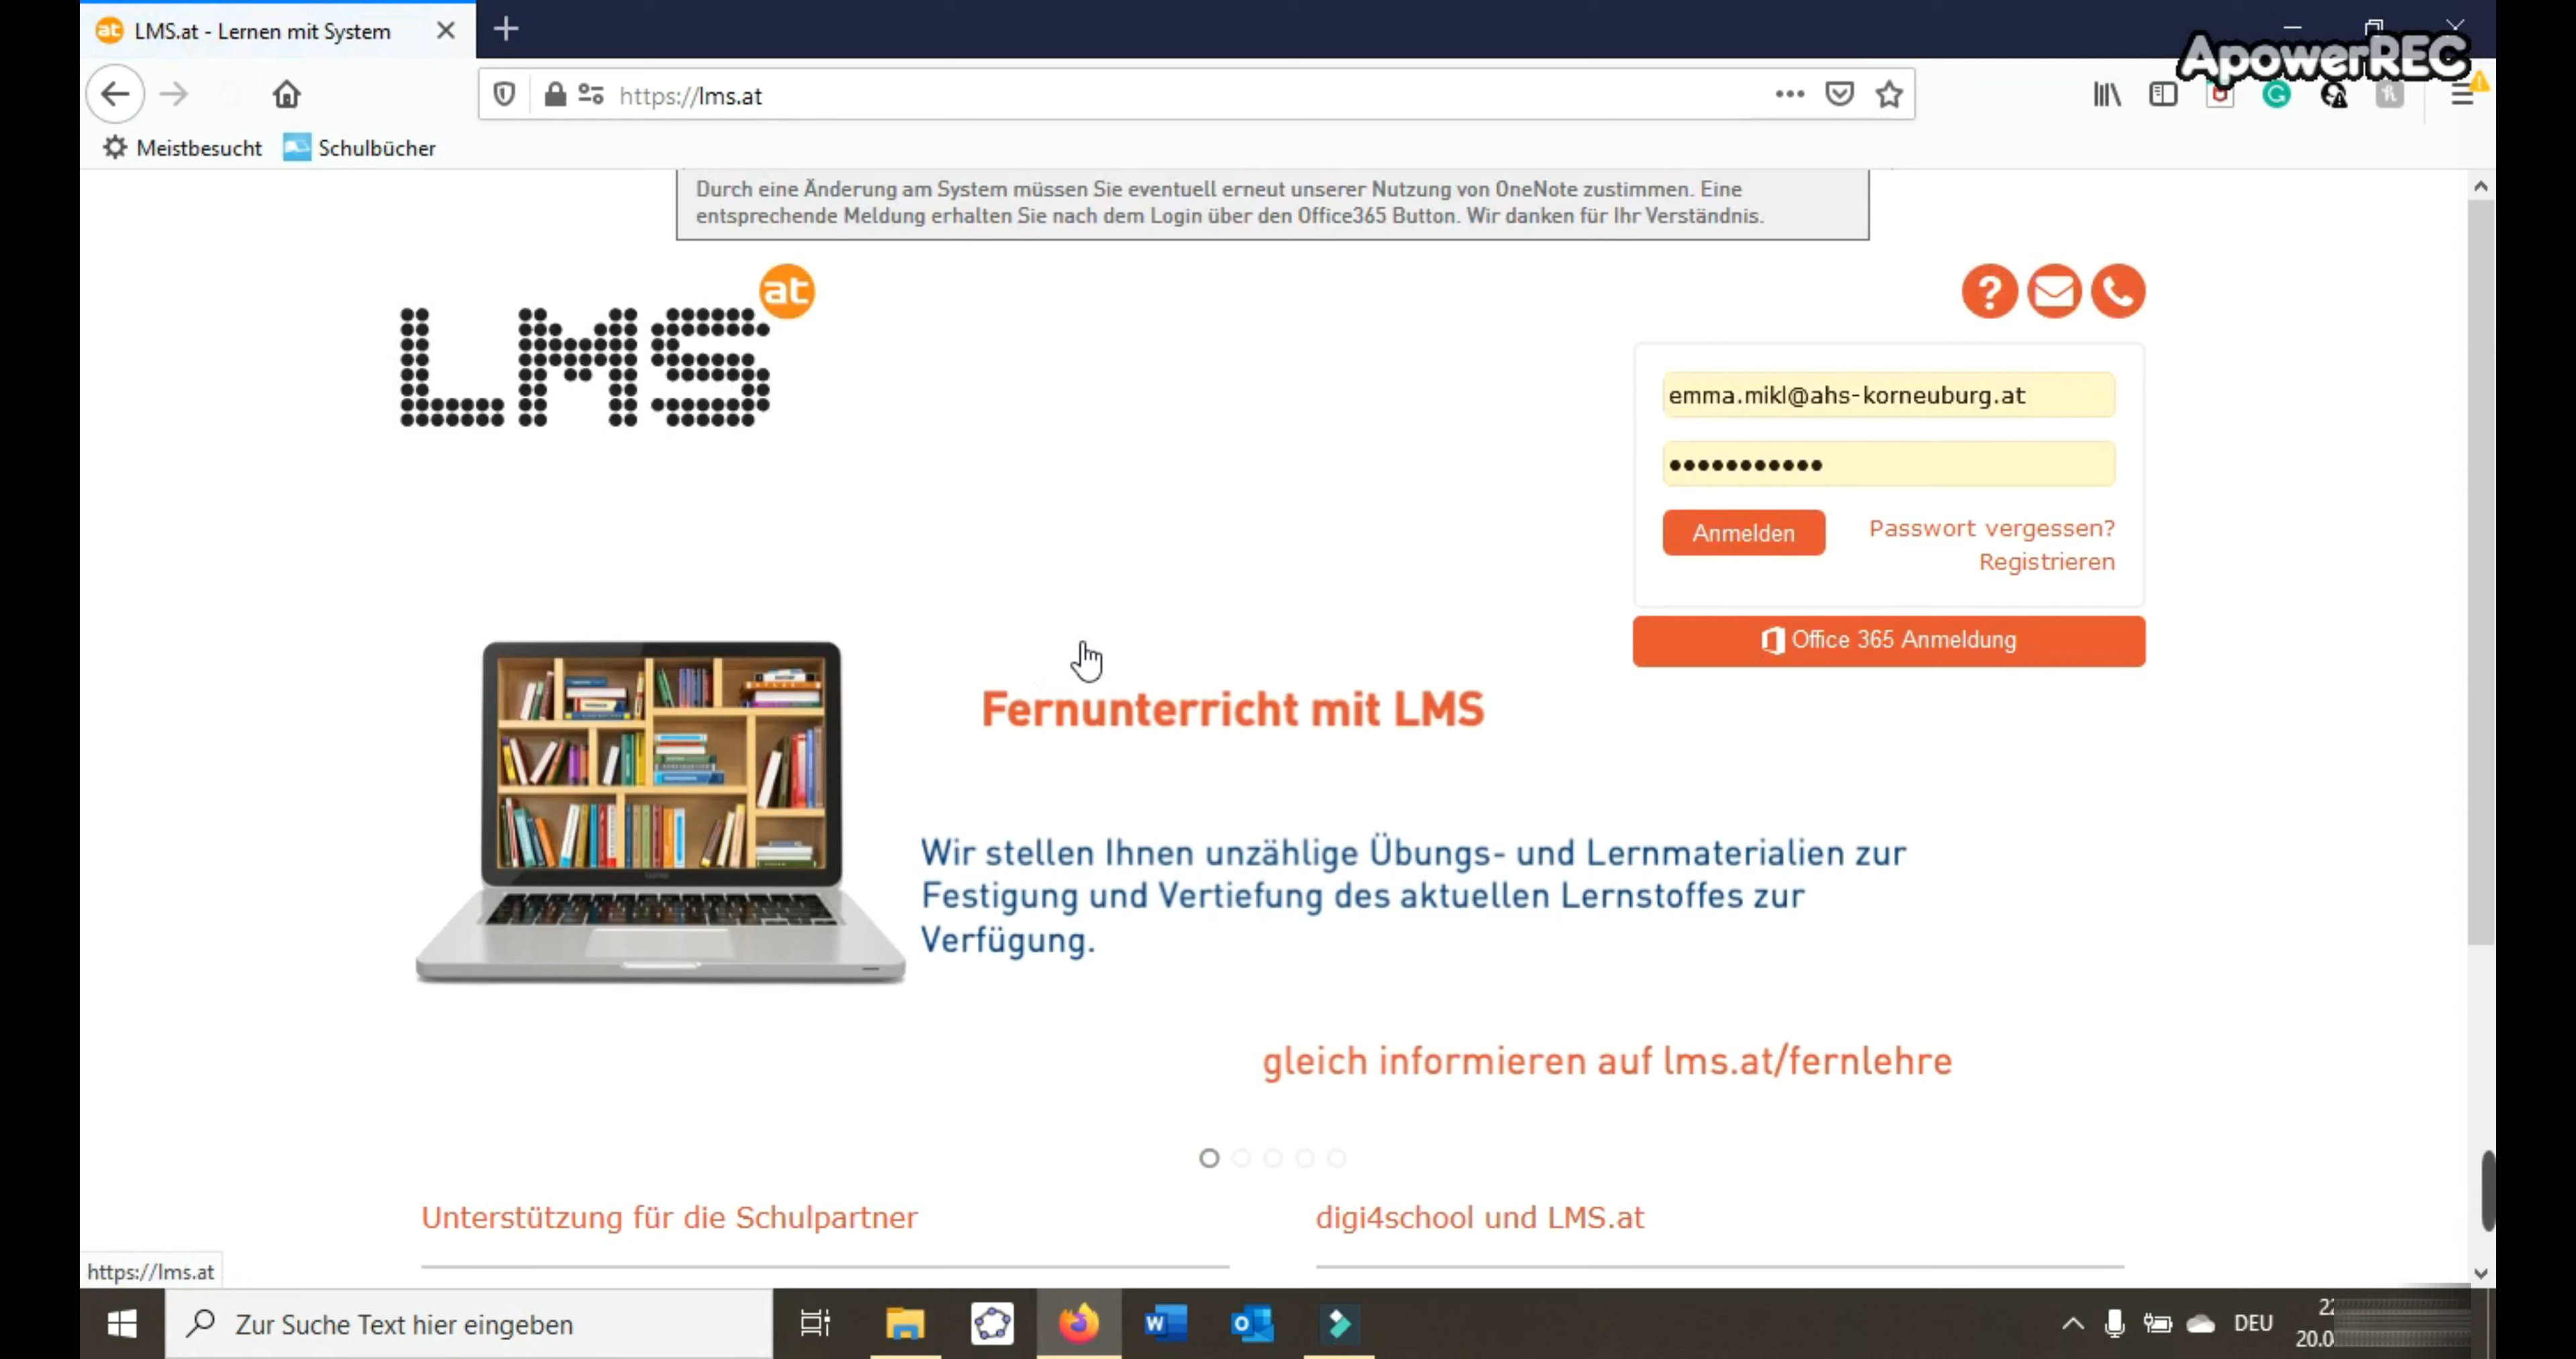 LMS.at - Lernen mit System
ApowerREC
https://lms.at
Meistbesucht
Schulbücher
Durch eine Änderung am System müssen Sie eventuell erneut unserer Nutzung von OneNote zustimmen. Eine
entsprechende Meldung erhalten Sie nach dem Login über den Office365 Button. Wir danken für Ihr Verständnis.
LMS at
emma.mikl@ahs-korneuburg.at
•••••••••••
Anmelden
Passwort vergessen?
Registrieren
Office 365 Anmeldung
Fernunterricht mit LMS
Wir stellen Ihnen unzählige Übungs- und Lernmaterialien zur
Festigung und Vertiefung des aktuellen Lernstoffes zur
Verfügung.
gleich informieren auf lms.at/fernlehre
Unterstützung für die Schulpartner
digi4school und LMS.at
https://lms.at
Zur Suche Text hier eingeben
DEU